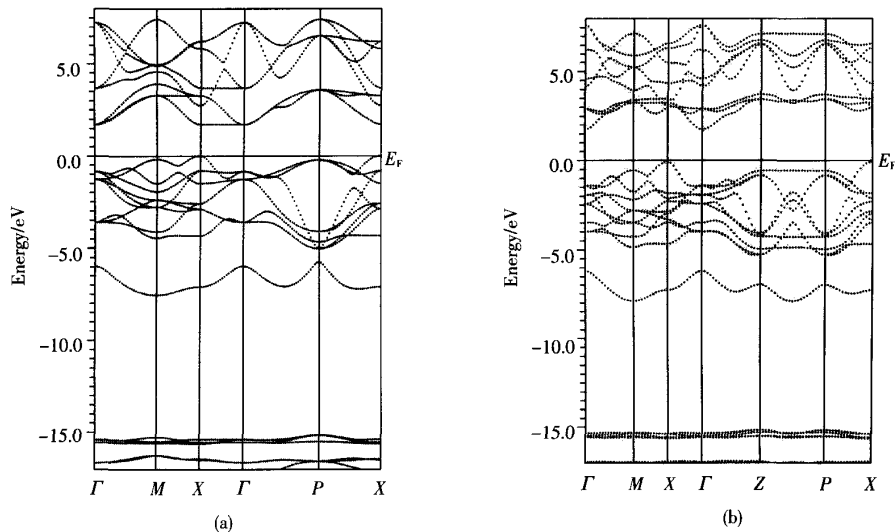 5.0
0.0
−5.0
−10.0
−15.0
Energy/eV
E_F
Γ M X Γ P X
(a)
5.0
0.0
−5.0
−10.0
−15.0
Energy/eV
E_F
Γ M X Γ Z P X
(b)